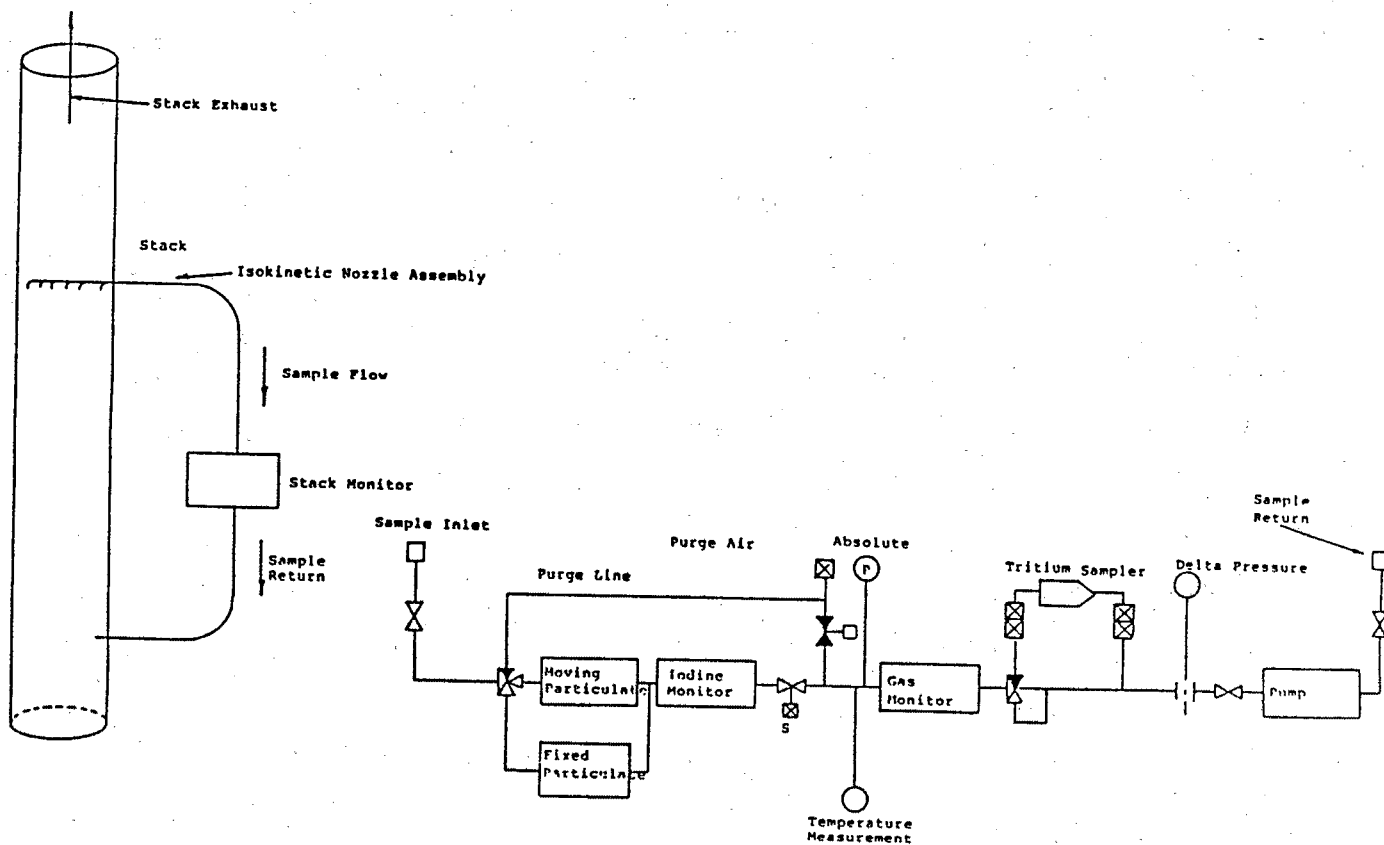 Stack Exhaust
Stack
Isokinetic Nozzle Assembly
Sample Flow
Stack Monitor
Sample
Return
Sample Inlet
Purge Line
Purge Air
Absolute
P
Tritium Sampler
Delta Pressure
Sample
Return
Moving
Particulate
Iodine
Monitor
Gas
Monitor
Pump
S
Fixed
Particulate
Temperature
Measurement